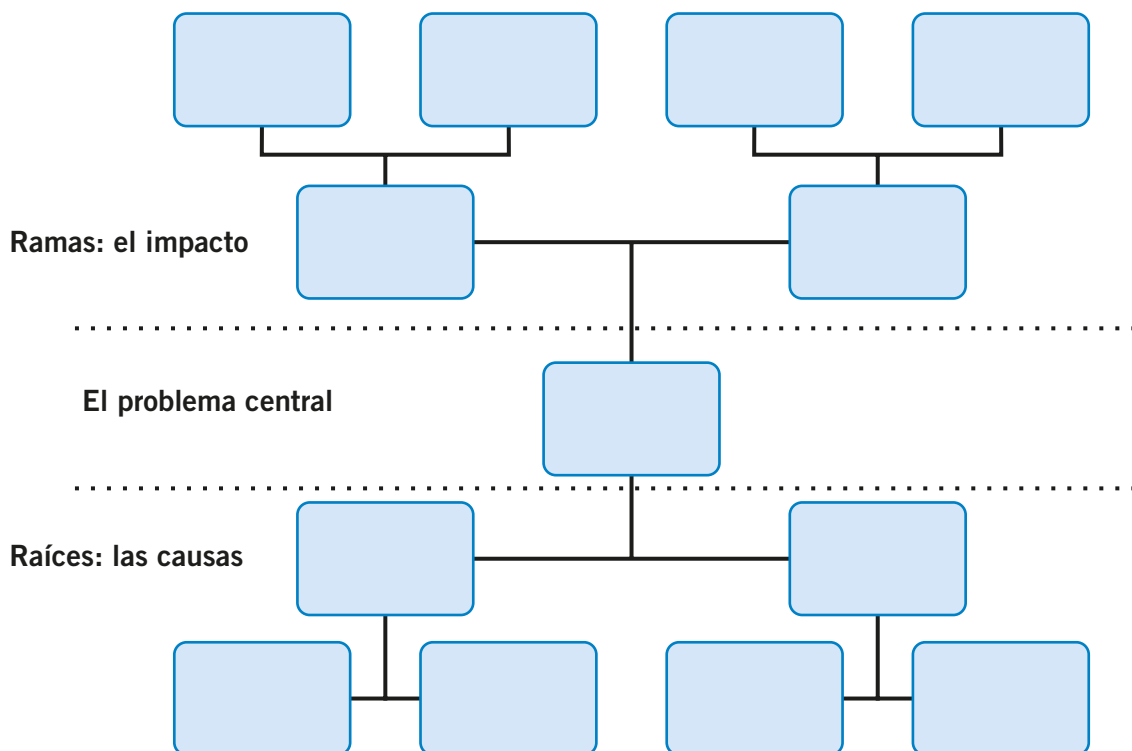 Ramas: el impacto
El problema central
Raíces: las causas